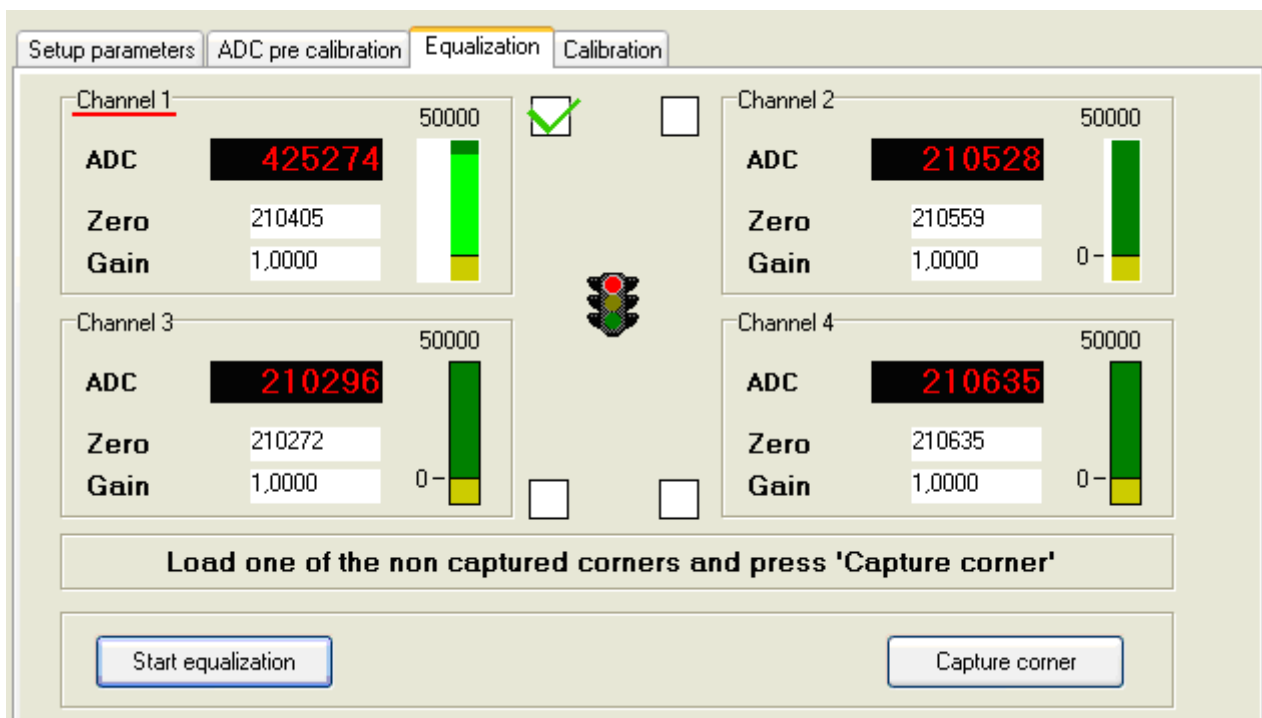 Setup parameters ADC pre calibration Equalization Calibration
Channel 1
50000
ADC 425274
Zero 210405
Gain 1,0000
Channel 2
50000
ADC 210528
Zero 210559
Gain 1,0000
0
Channel 3
50000
ADC 210296
Zero 210272
Gain 1,0000
0
Channel 4
50000
ADC 210635
Zero 210635
Gain 1,0000
0
Load one of the non captured corners and press 'Capture corner'
Start equalization Capture corner